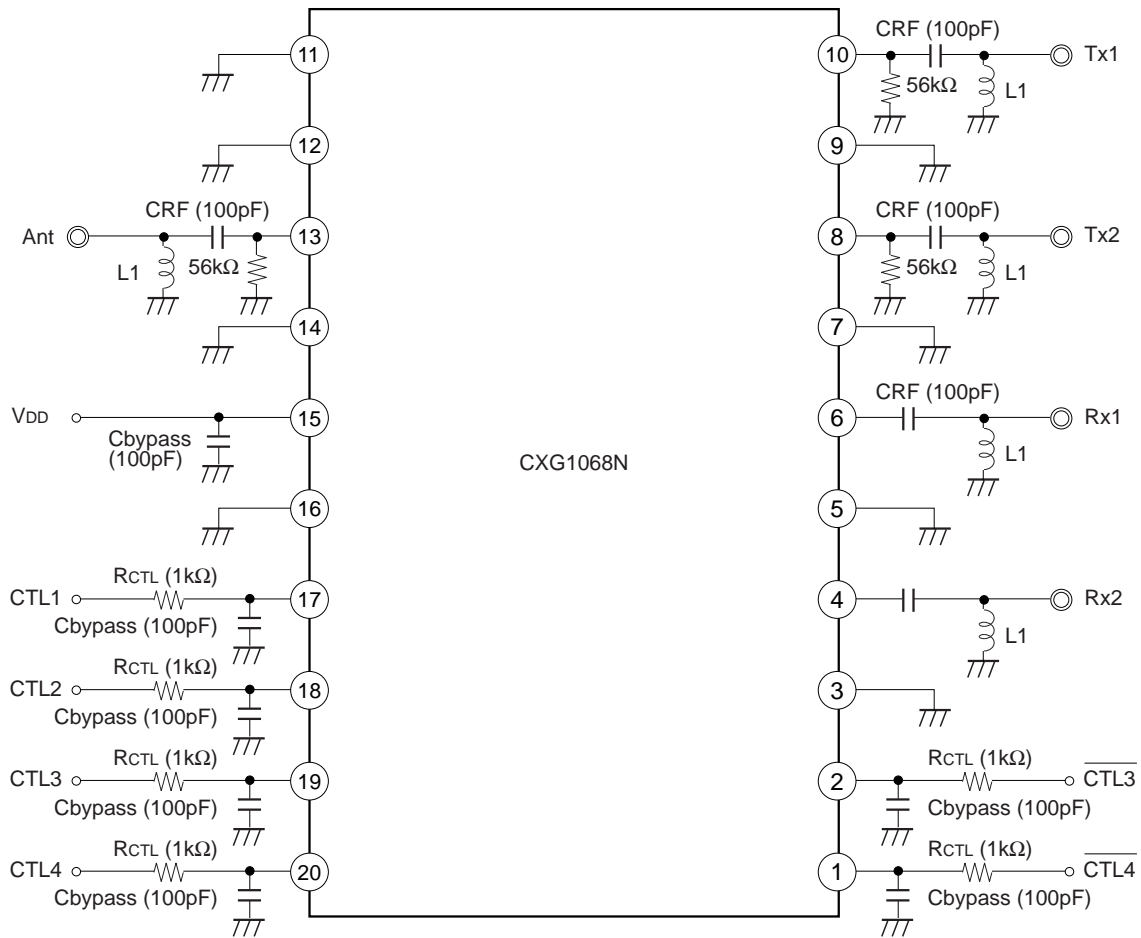 11
10
CRF (100pF)
Tx1
56kΩ
L1
12
9
Ant
CRF (100pF)
13
L1
56kΩ
8
CRF (100pF)
Tx2
56kΩ
L1
14
7
VDD
15
Cbypass
(100pF)
6
CRF (100pF)
Rx1
L1
CXG1068N
16
5
CTL1
RCTL (1kΩ)
17
Cbypass (100pF)
4
Rx2
L1
CTL2
RCTL (1kΩ)
18
Cbypass (100pF)
3
CTL3
RCTL (1kΩ)
19
Cbypass (100pF)
2
RCTL (1kΩ)
C̅T̅L̅3̅
Cbypass (100pF)
CTL4
RCTL (1kΩ)
20
Cbypass (100pF)
1
RCTL (1kΩ)
C̅T̅L̅4̅
Cbypass (100pF)